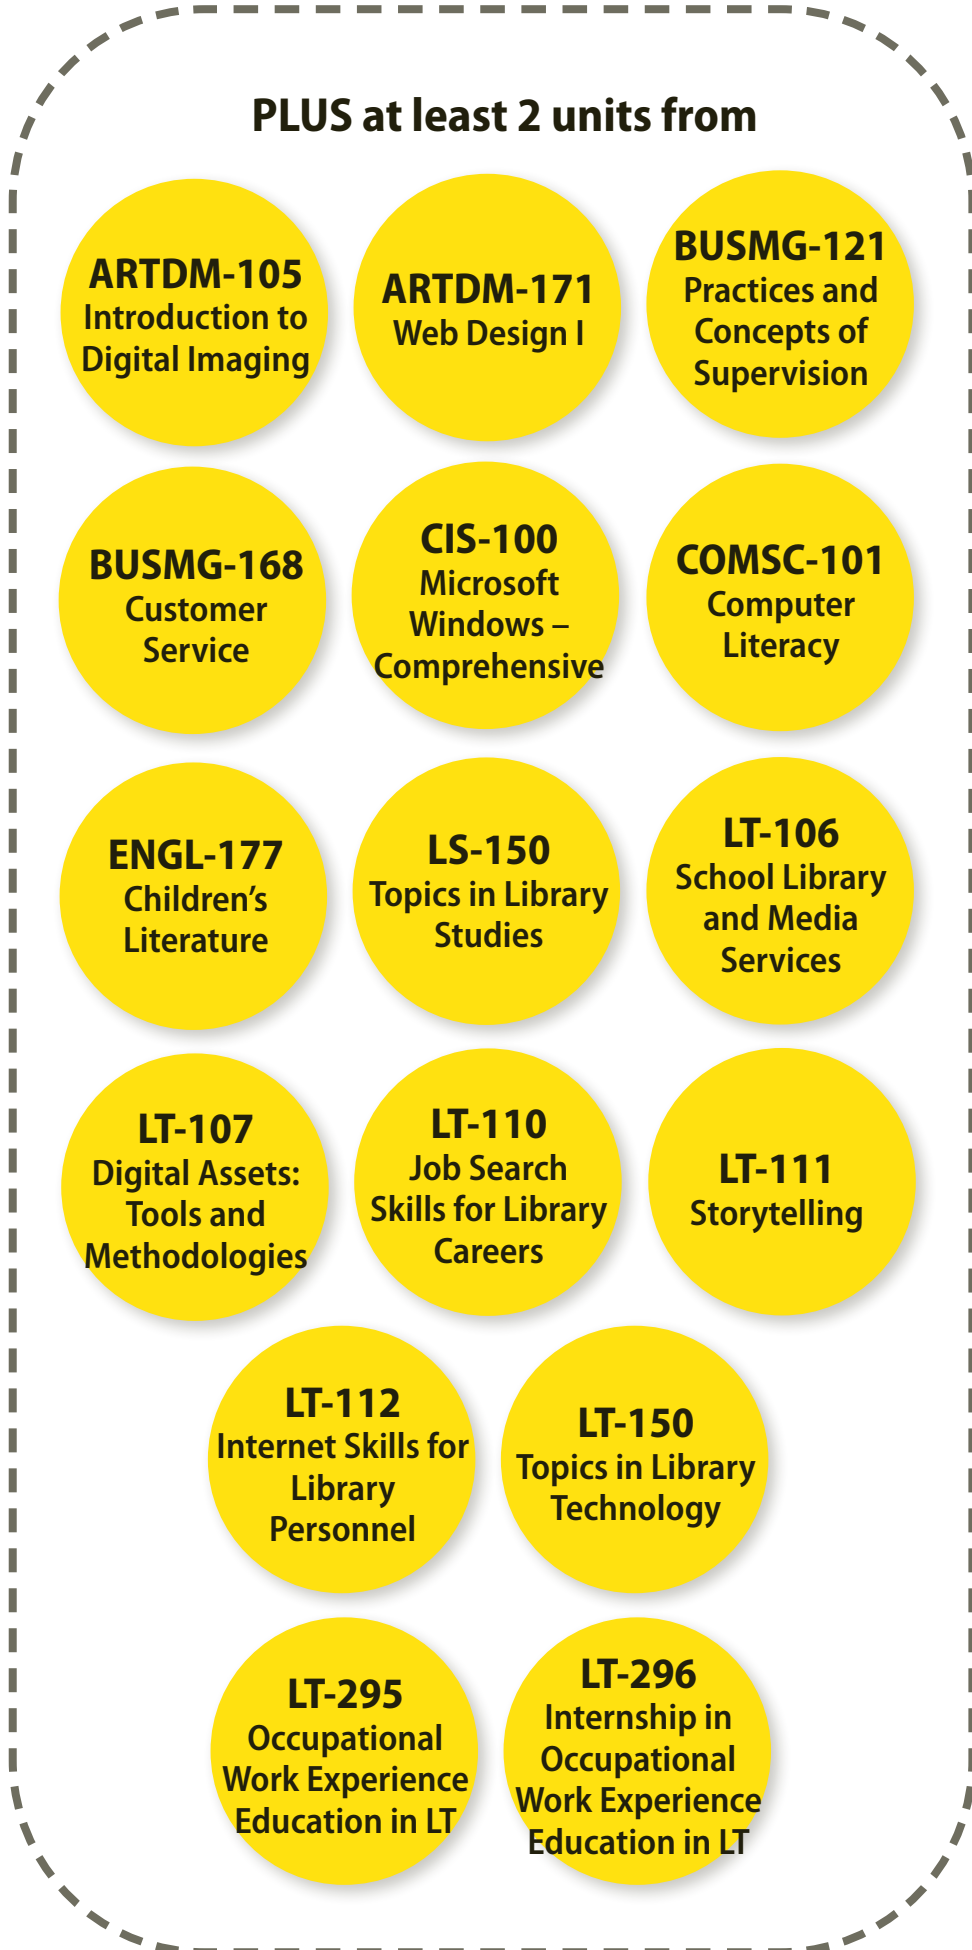 PLUS at least 2 units from
ARTDM-105
Introduction to
Digital Imaging
ARTDM-171
Web Design I
BUSMG-121
Practices and
Concepts of
Supervision
BUSMG-168
Customer
Service
CIS-100
Microsoft
Windows –
Comprehensive
COMSC-101
Computer
Literacy
ENGL-177
Children’s
Literature
LS-150
Topics in Library
Studies
LT-106
School Library
and Media
Services
LT-107
Digital Assets:
Tools and
Methodologies
LT-110
Job Search
Skills for Library
Careers
LT-111
Storytelling
LT-112
Internet Skills for
Library
Personnel
LT-150
Topics in Library
Technology
LT-295
Occupational
Work Experience
Education in LT
LT-296
Internship in
Occupational
Work Experience
Education in LT